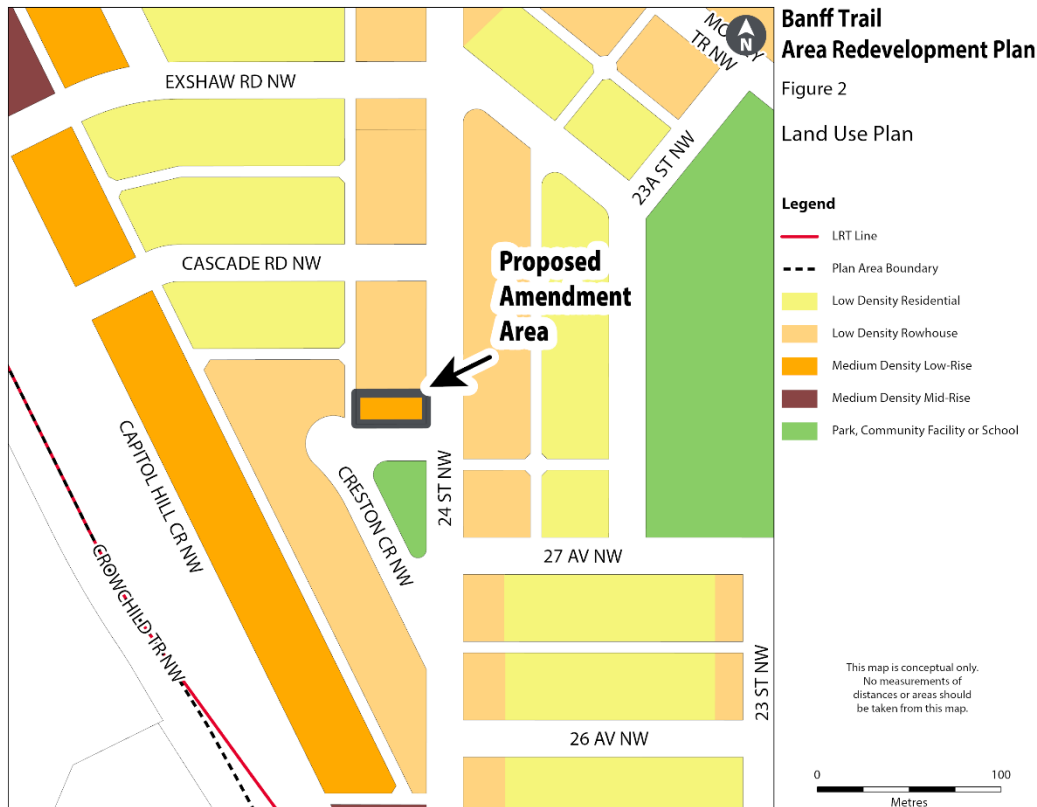 Banff Trail
Area Redevelopment Plan
Figure 2
Land Use Plan
Legend
LRT Line
Plan Area Boundary
Low Density Residential
Low Density Rowhouse
Medium Density Low-Rise
Medium Density Mid-Rise
Park, Community Facility or School
This map is conceptual only.
No measurements of
distances or areas should
be taken from this map.
0 100
Metres
N
TR NW
EXSHAW RD NW
23A ST NW
CASCADE RD NW
Proposed
Amendment
Area
CAPITOL HILL CR NW
CRESTON CR NW
24 ST NW
CROWCHILD TR NW
27 AV NW
23 ST NW
26 AV NW